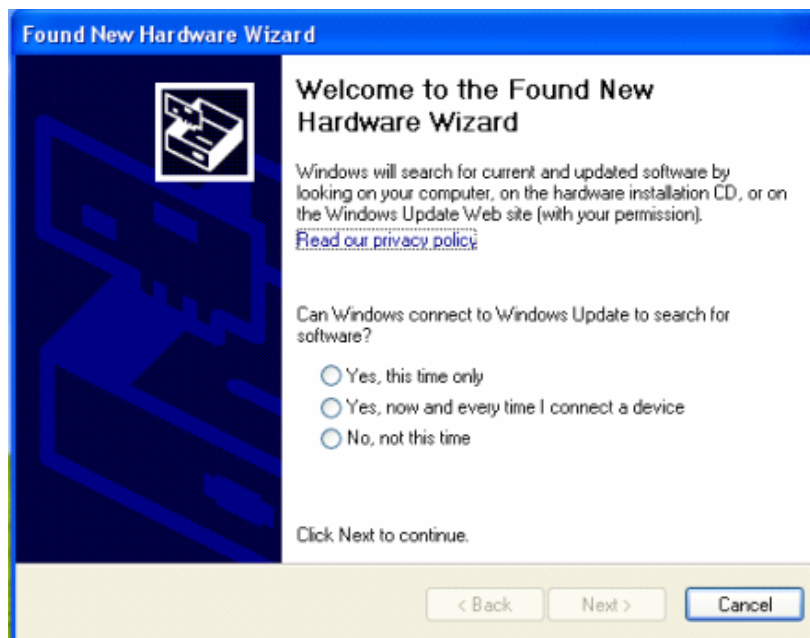 Found New Hardware Wizard
Welcome to the Found New
Hardware Wizard
Windows will search for current and updated software by
looking on your computer, on the hardware installation CD, or on
the Windows Update Web site (with your permission).
Read our privacy policy
Can Windows connect to Windows Update to search for
software?
Yes, this time only
Yes, now and every time I connect a device
No, not this time
Click Next to continue.
< Back Next > Cancel